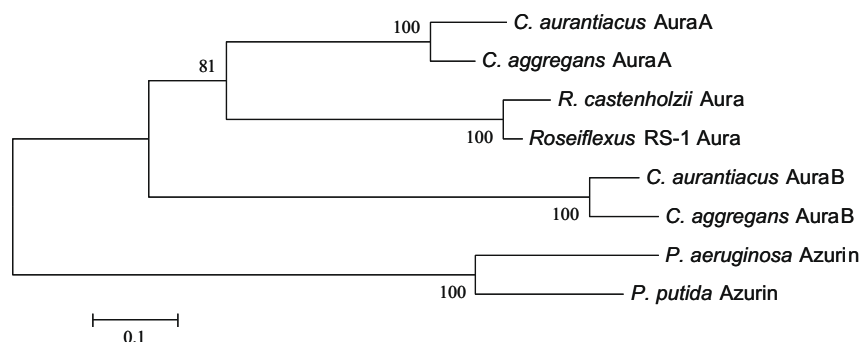 100
C. aurantiacus AuraA
C. aggregans AuraA
81
R. castenholzii Aura
100
Roseiflexus RS-1 Aura
C. aurantiacus AuraB
100
C. aggregans AuraB
P. aeruginosa Azurin
100
P. putida Azurin
0.1